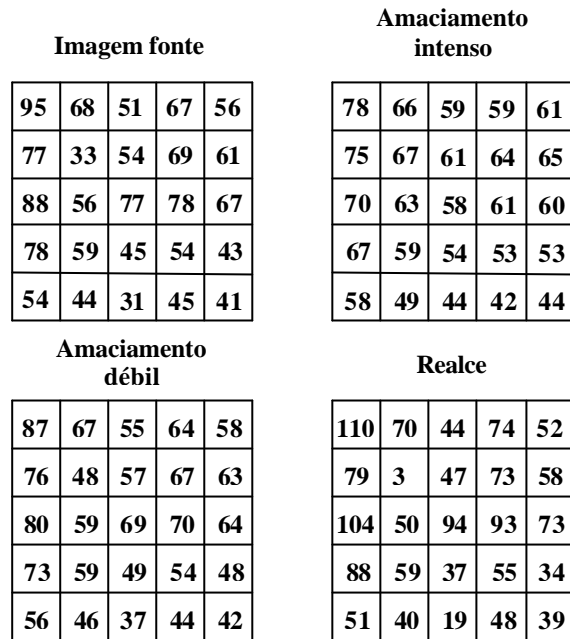 Imagem fonte
95 68 51 67 56
77 33 54 69 61
88 56 77 78 67
78 59 45 54 43
54 44 31 45 41
Amaciamento
intenso
78 66 59 59 61
75 67 61 64 65
70 63 58 61 60
67 59 54 53 53
58 49 44 42 44
Amaciamento
débil
87 67 55 64 58
76 48 57 67 63
80 59 69 70 64
73 59 49 54 48
56 46 37 44 42
Realce
110 70 44 74 52
79 3 47 73 58
104 50 94 93 73
88 59 37 55 34
51 40 19 48 39